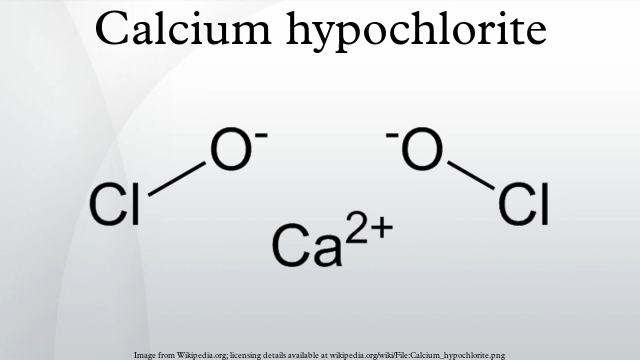 Calcium hypochlorite
O⁻ ⁻O
Cl Cl
Ca²⁺
Image from Wikipedia.org; licensing details available at wikipedia.org/wiki/File:Calcium_hypochlorite.png